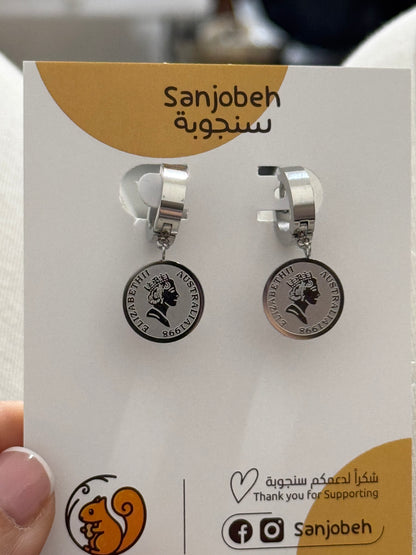 Sanjobeh
سنجوبة
ELIZABETH II AUSTRALIA 1998
ELIZABETH II AUSTRALIA 1998
شكراً لدعمكم سنجوبة
Thank you for Supporting
Sanjobeh